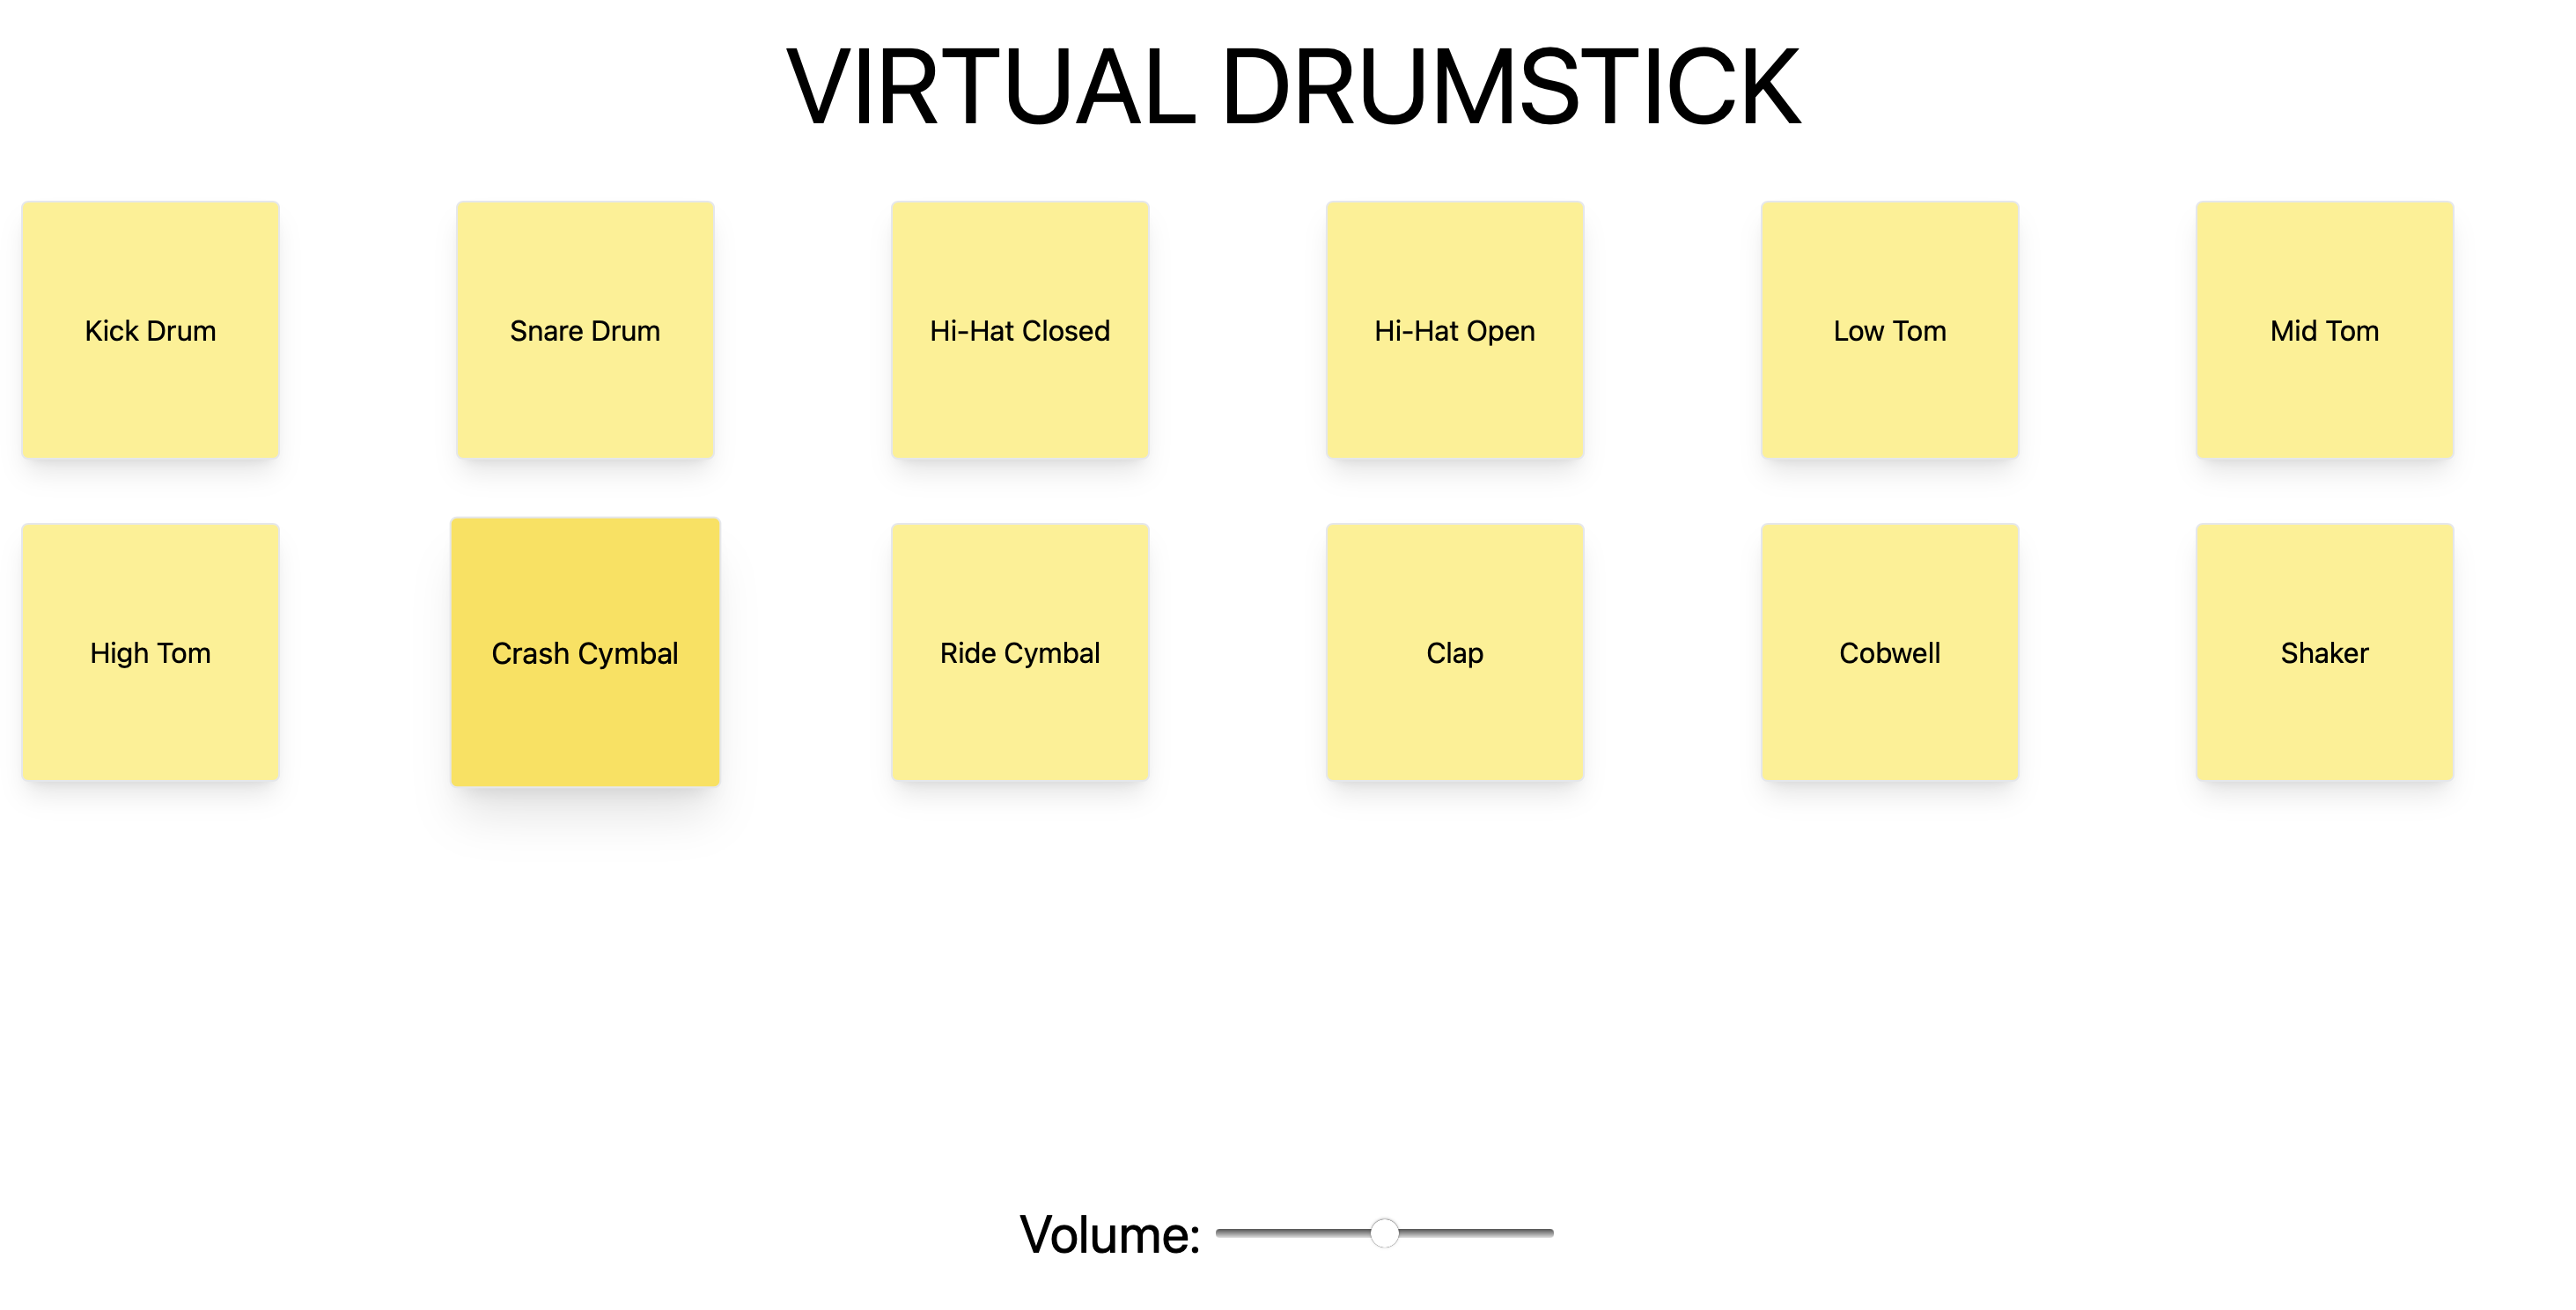 VIRTUAL DRUMSTICK
Kick Drum
Snare Drum
Hi-Hat Closed
Hi-Hat Open
Low Tom
Mid Tom
High Tom
Crash Cymbal
Ride Cymbal
Clap
Cobwell
Shaker
Volume: